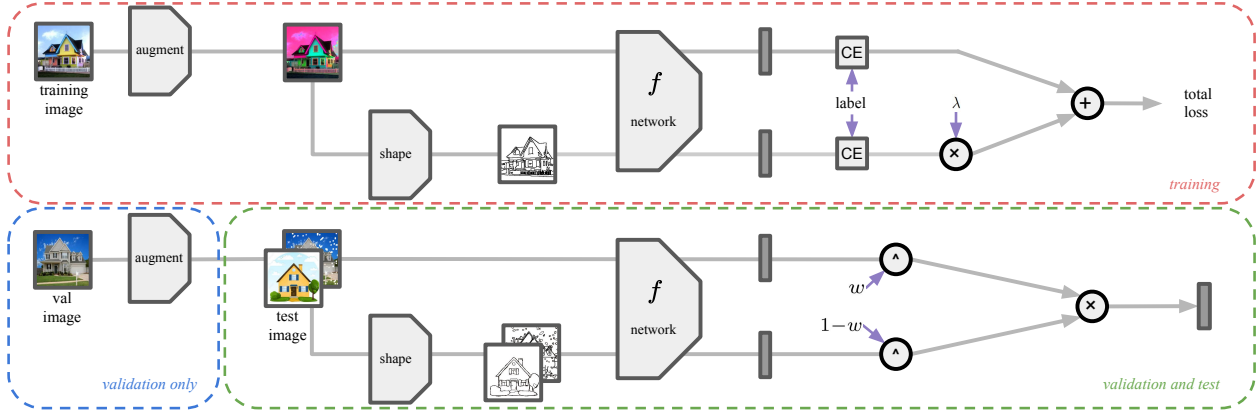 augment
training
image
shape
f
network
CE
label
CE
λ
×
+
total
loss
training
val
image
augment
validation only
test
image
shape
f
network
^
w
1−w
^
×
validation and test